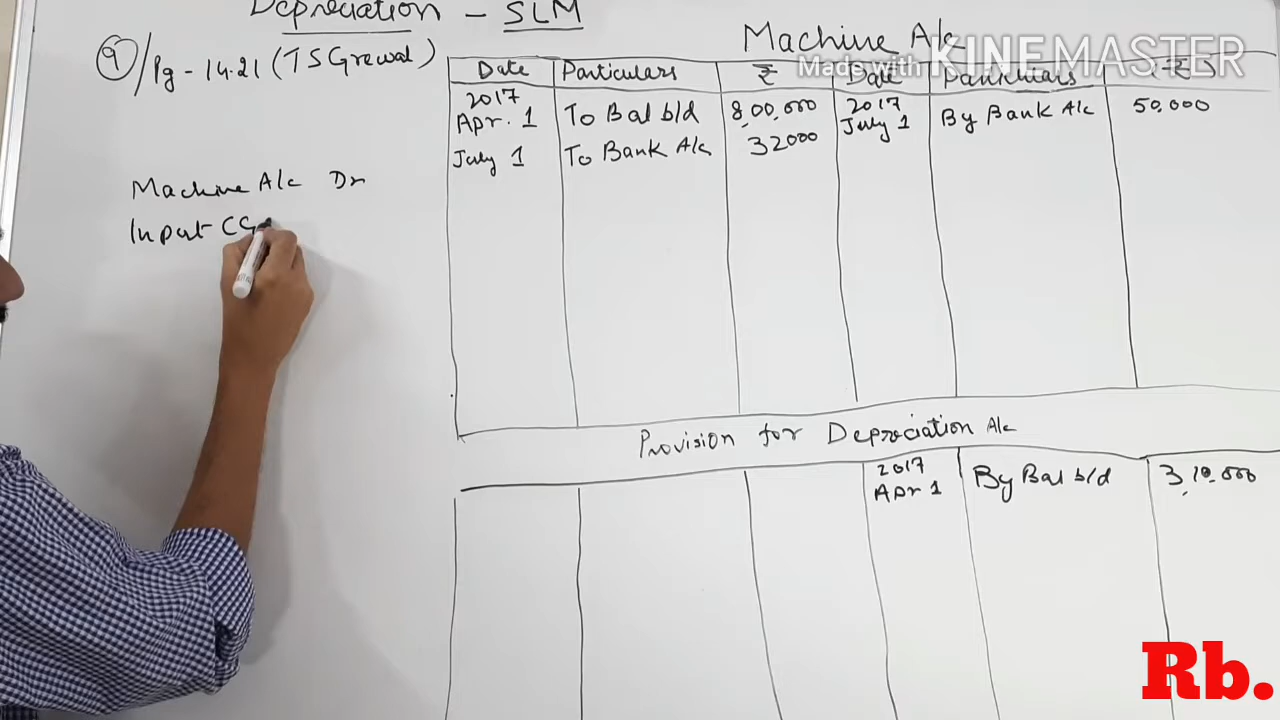 Depreciation - SLM
9/Pg-14.21 (TS Grewal)
Machine A/c Dr
Input CGS
Machine A/c
Made with KINEMASTER
Date Particulars ₹ Date Particulars ₹
2017 Apr. 1 To Bal b/d 8,00,000 2017 July 1 By Bank A/c 50,000
July 1 To Bank A/c 32000
Provision for Depreciation A/c
2017 Apr 1 By Bal b/d 3,10,000
Rb.